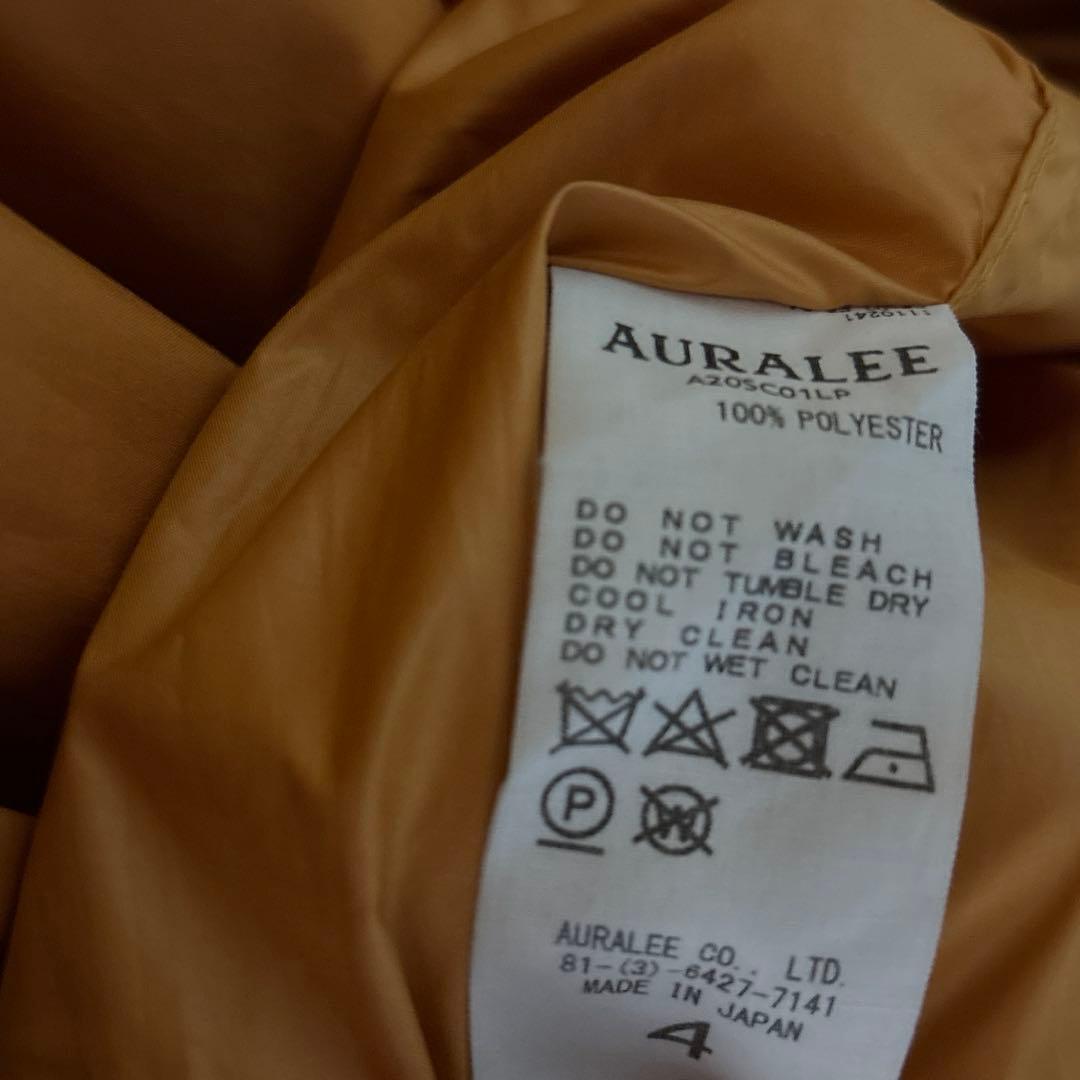 1110241
AURALEE
A20SC01LP
100% POLYESTER
DO NOT WASH
DO NOT BLEACH
DO NOT TUMBLE DRY
COOL IRON
DRY CLEAN
DO NOT WET CLEAN
P W
AURALEE CO., LTD.
81-(3)-6427-7141
MADE IN JAPAN
4